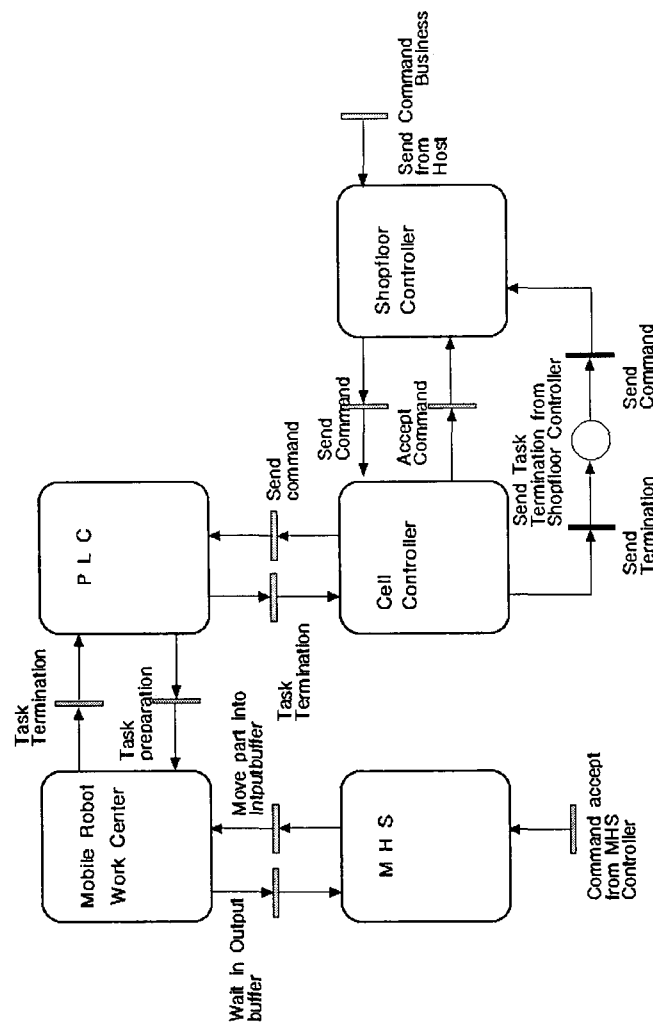 Mobile Robot
Work Center
Task
Termination
Task
preparation
P L C
Wait in Output
buffer
Move part into
Intputbuffer
Task
Termination
Send
command
M H S
Cell
Controller
Send
Command
Accept
Command
Shopfloor
Controller
Send Command
from Business
Host
Command accept
from MHS
Controller
Send
Termination
Send Task
Termination from
Shopfloor Controller
Send
Command